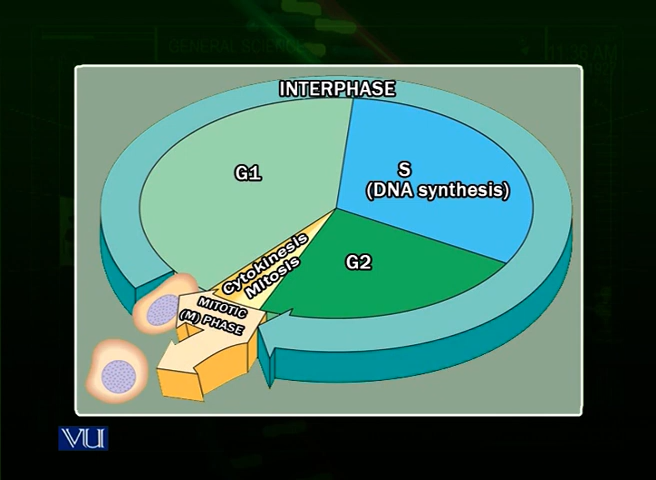 GENERAL SCIENCE
INTERPHASE
G1
S
(DNA synthesis)
G2
Cytokinesis
Mitosis
MITOTIC
(M) PHASE
VU